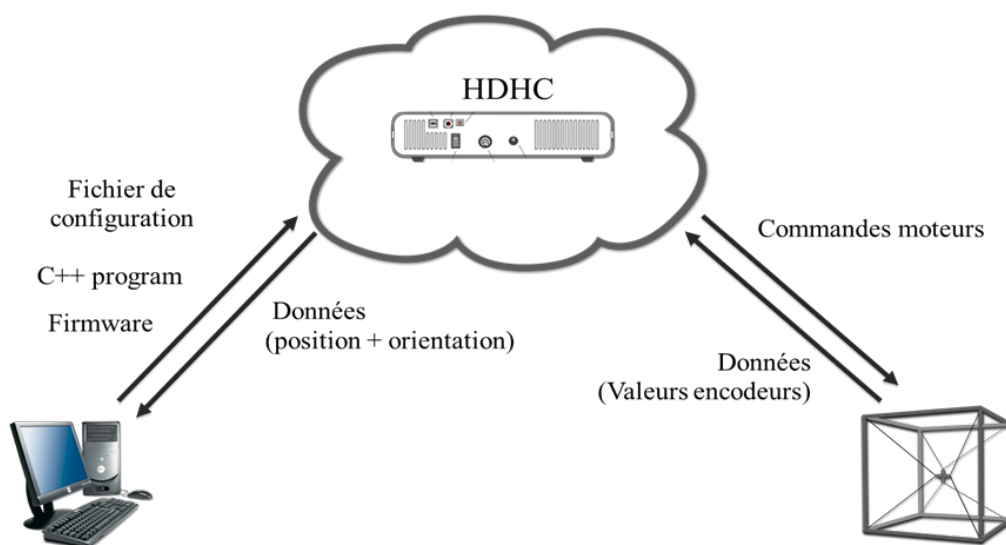 HDHC
Fichier de
configuration
C++ program
Firmware
Données
(position + orientation)
Commandes moteurs
Données
(Valeurs encodeurs)